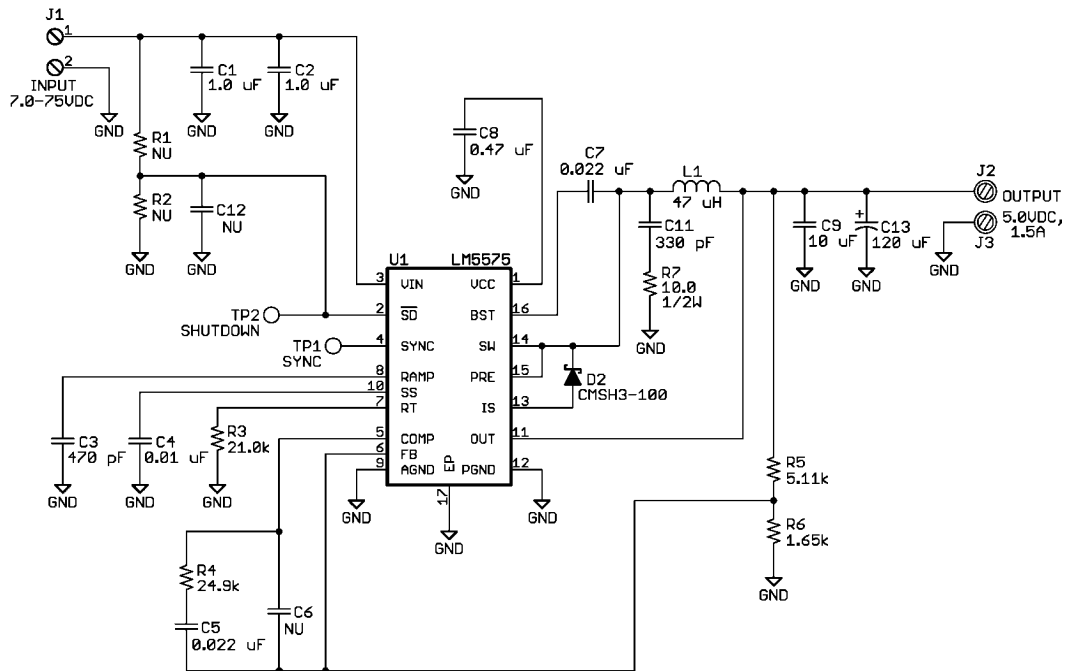 J1
1
2
INPUT
7.0-75VDC
GND
R1
NU
R2
NU
GND
C1
1.0 uF
GND
C2
1.0 uF
GND
C12
NU
GND
C8
0.47 uF
GND
C7
0.022 uF
L1
47 uH
C11
330 pF
R7
10.0
1/2W
GND
C9
10 uF
GND
C13
120 uF
GND
+
J2
OUTPUT
5.0VDC,
1.5A
J3
GND
U1
LM5575
3 VIN
2 SD
4 SYNC
8 RAMP
10 SS
7 RT
5 COMP
6 FB
9 AGND
17 EP
VCC 1
BST 16
SW 14
PRE 15
IS 13
OUT 11
PGND 12
TP2
SHUTDOWN
TP1
SYNC
D2
CMSH3-100
C3
470 pF
GND
C4
0.01 uF
GND
R3
21.0k
GND
GND
GND
GND
R5
5.11k
R6
1.65k
GND
R4
24.9k
C5
0.022 uF
C6
NU